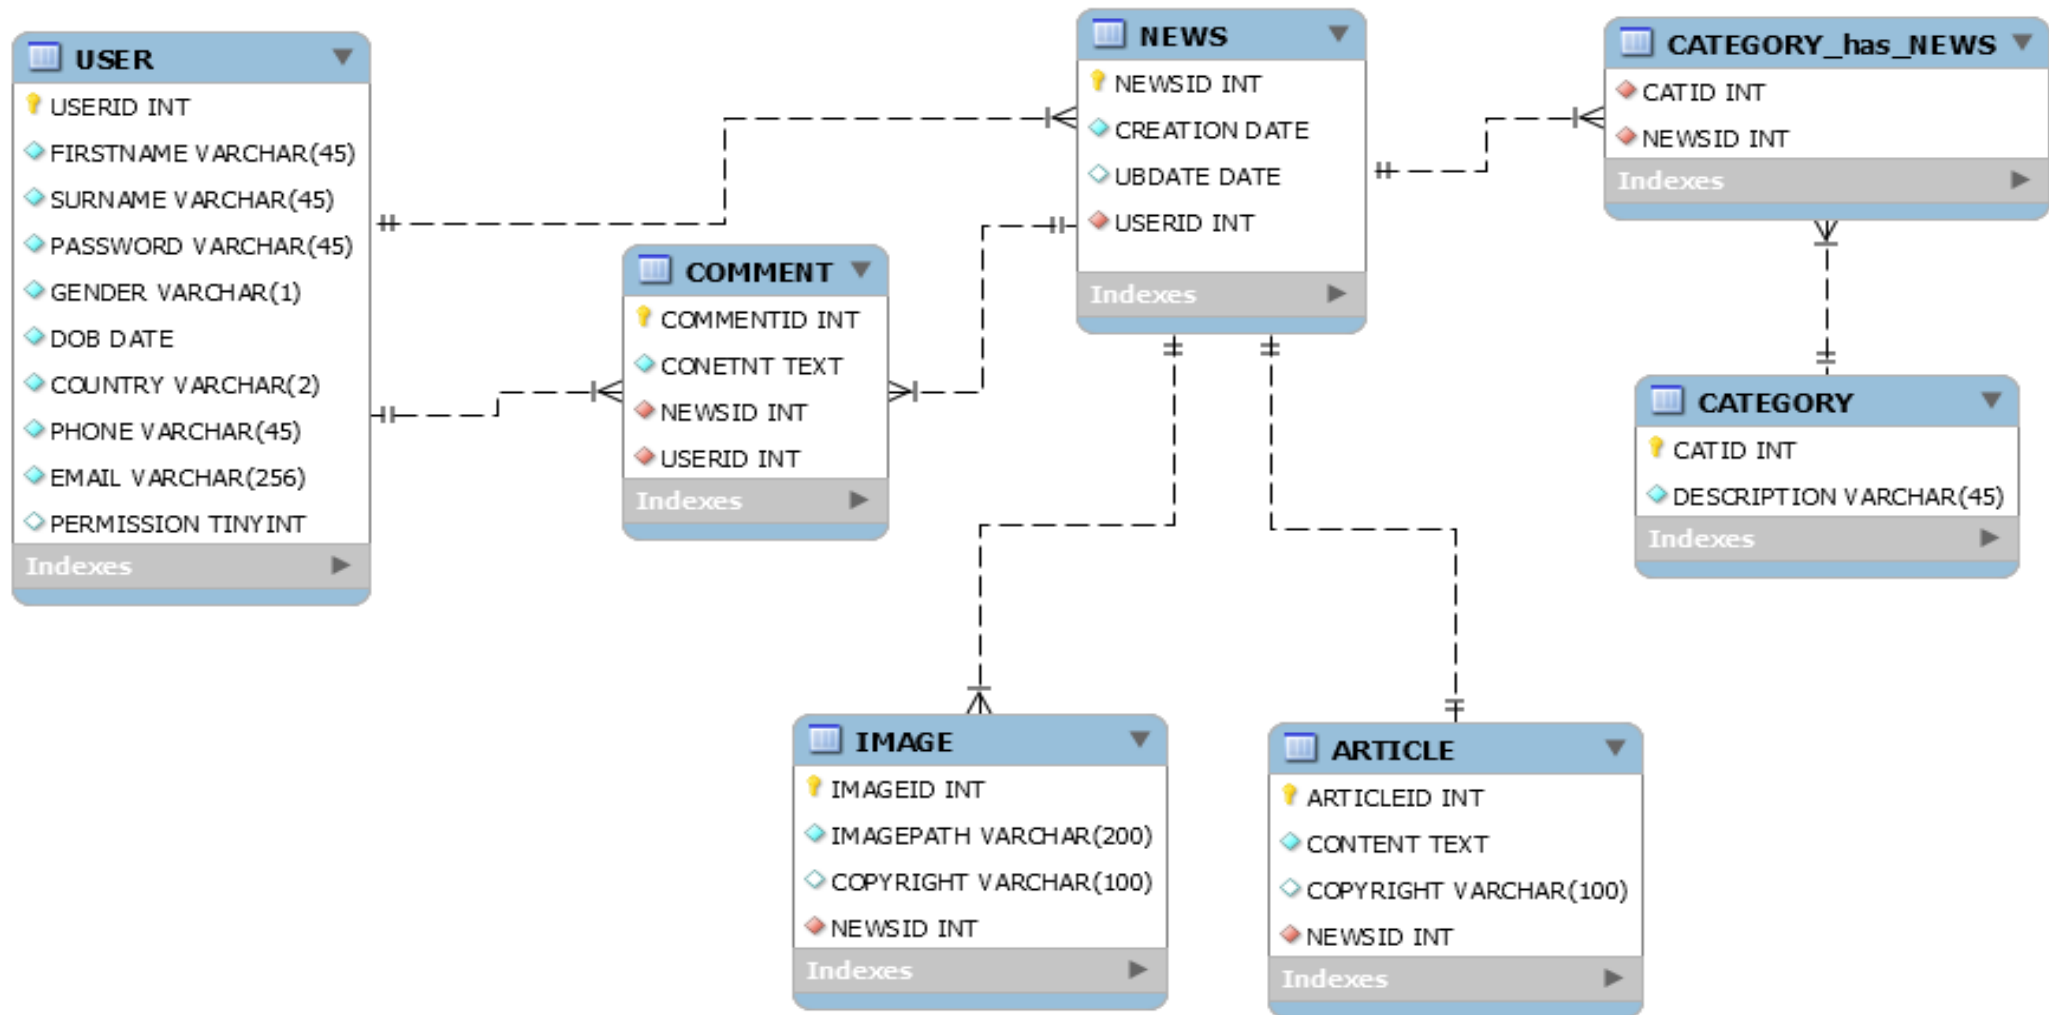 USER
USERID INT
FIRSTNAME VARCHAR(45)
SURNAME VARCHAR(45)
PASSWORD VARCHAR(45)
GENDER VARCHAR(1)
DOB DATE
COUNTRY VARCHAR(2)
PHONE VARCHAR(45)
EMAIL VARCHAR(256)
PERMISSION TINYINT
Indexes
COMMENT
COMMENTID INT
CONETNT TEXT
NEWSID INT
USERID INT
Indexes
NEWS
NEWSID INT
CREATION DATE
UBDATE DATE
USERID INT
Indexes
CATEGORY_has_NEWS
CATID INT
NEWSID INT
Indexes
CATEGORY
CATID INT
DESCRIPTION VARCHAR(45)
Indexes
IMAGE
IMAGEID INT
IMAGEPATH VARCHAR(200)
COPYRIGHT VARCHAR(100)
NEWSID INT
Indexes
ARTICLE
ARTICLEID INT
CONTENT TEXT
COPYRIGHT VARCHAR(100)
NEWSID INT
Indexes